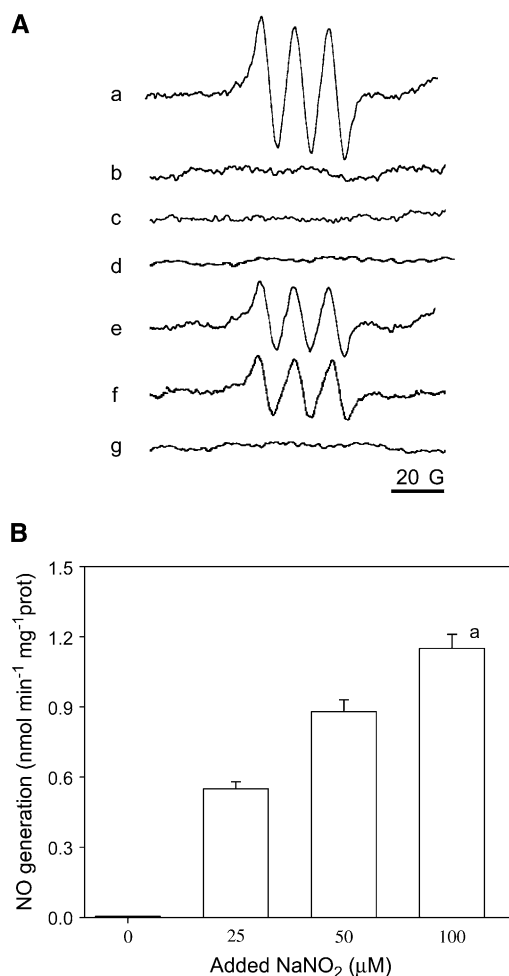 A
a
b
c
d
e
f
g
20 G
B
NO generation (nmol min⁻¹ mg⁻¹prot)
1.5
1.2
0.9
0.6
0.3
0.0
a
0 25 50 100
Added NaNO₂ (μM)